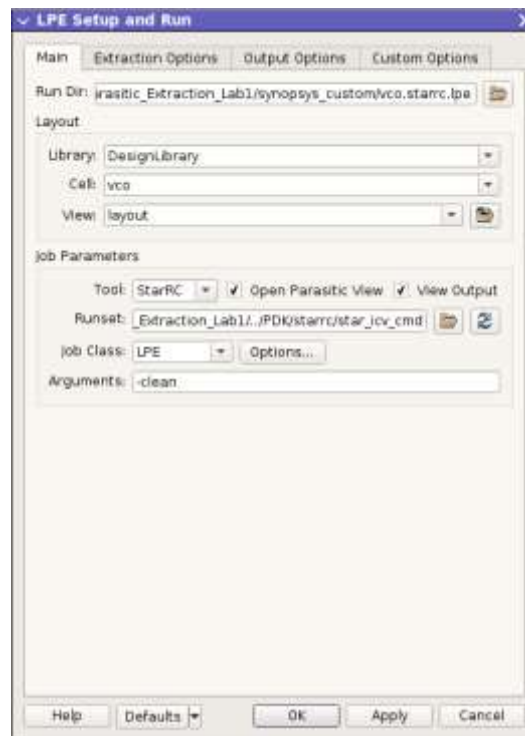 LPE Setup and Run
Main Extraction Options Output Options Custom Options
Run Dir: rasitic_Extraction_Lab1/synopsys_custom/vco.starrc.lpe
Layout
Library: DesignLibrary
Cell: vco
View: layout
Job Parameters
Tool: StarRC Open Parasitic View View Output
Runset: _Extraction_Lab1/../PDK/starrc/star_icv_cmd
Job Class: LPE Options...
Arguments: -clean
Help Defaults OK Apply Cancel